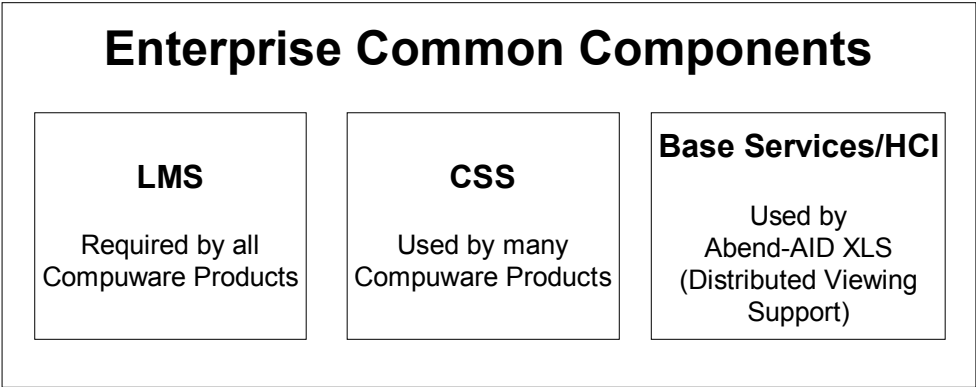 Enterprise Common Components
LMS
Required by all
Compuware Products
CSS
Used by many
Compuware Products
Base Services/HCI
Used by
Abend-AID XLS
(Distributed Viewing
Support)